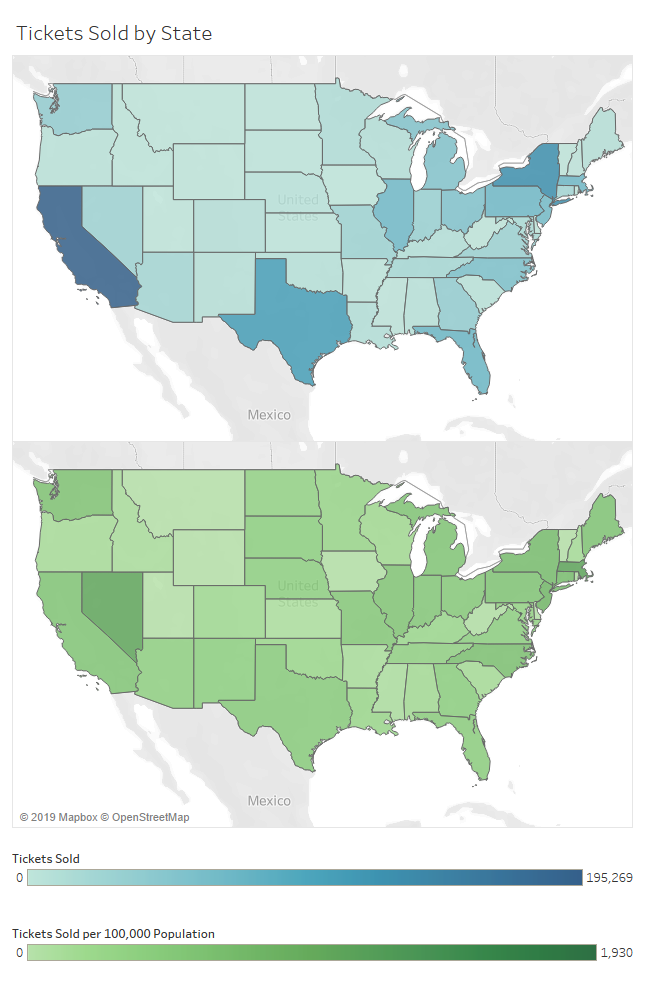 Tickets Sold by State
United
States
Mexico
United
States
Mexico
© 2019 Mapbox © OpenStreetMap
Tickets Sold
0 195,269
Tickets Sold per 100,000 Population
0 1,930